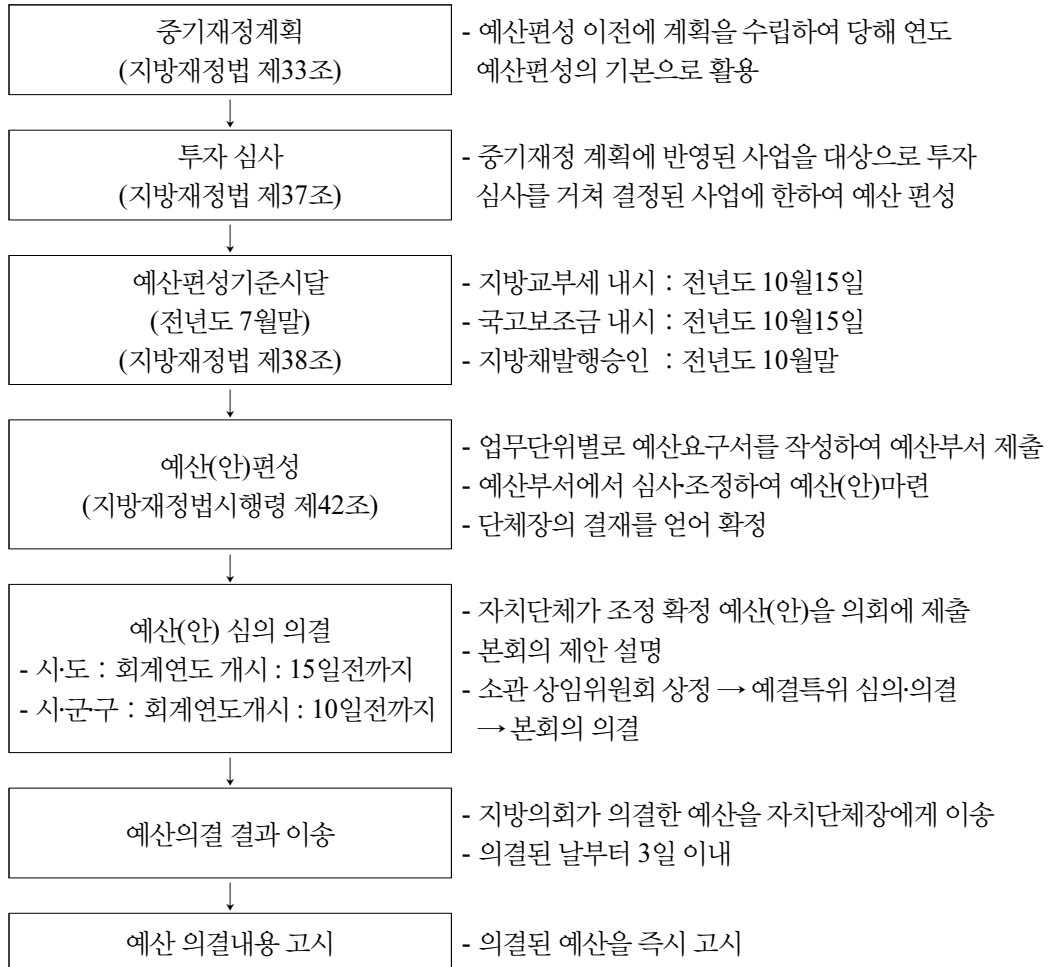 중기재정계획
(지방재정법 제33조)
- 예산편성 이전에 계획을 수립하여 당해 연도
예산편성의 기본으로 활용
↓
투자 심사
(지방재정법 제37조)
- 중기재정 계획에 반영된 사업을 대상으로 투자
심사를 거쳐 결정된 사업에 한하여 예산 편성
↓
예산편성기준시달
(전년도 7월말)
(지방재정법 제38조)
- 지방교부세 내시 : 전년도 10월15일
- 국고보조금 내시 : 전년도 10월15일
- 지방채발행승인 : 전년도 10월말
↓
예산(안)편성
(지방재정법시행령 제42조)
- 업무단위별로 예산요구서를 작성하여 예산부서 제출
- 예산부서에서 심사·조정하여 예산(안)마련
- 단체장의 결재를 얻어 확정
↓
예산(안) 심의 의결
- 시·도 : 회계연도 개시 : 15일전까지
- 시·군·구 : 회계연도개시 : 10일전까지
- 자치단체가 조정 확정 예산(안)을 의회에 제출
- 본회의 제안 설명
- 소관 상임위원회 상정 → 예결특위 심의·의결
→ 본회의 의결
↓
예산의결 결과 이송
- 지방의회가 의결한 예산을 자치단체장에게 이송
- 의결된 날부터 3일 이내
↓
예산 의결내용 고시
- 의결된 예산을 즉시 고시